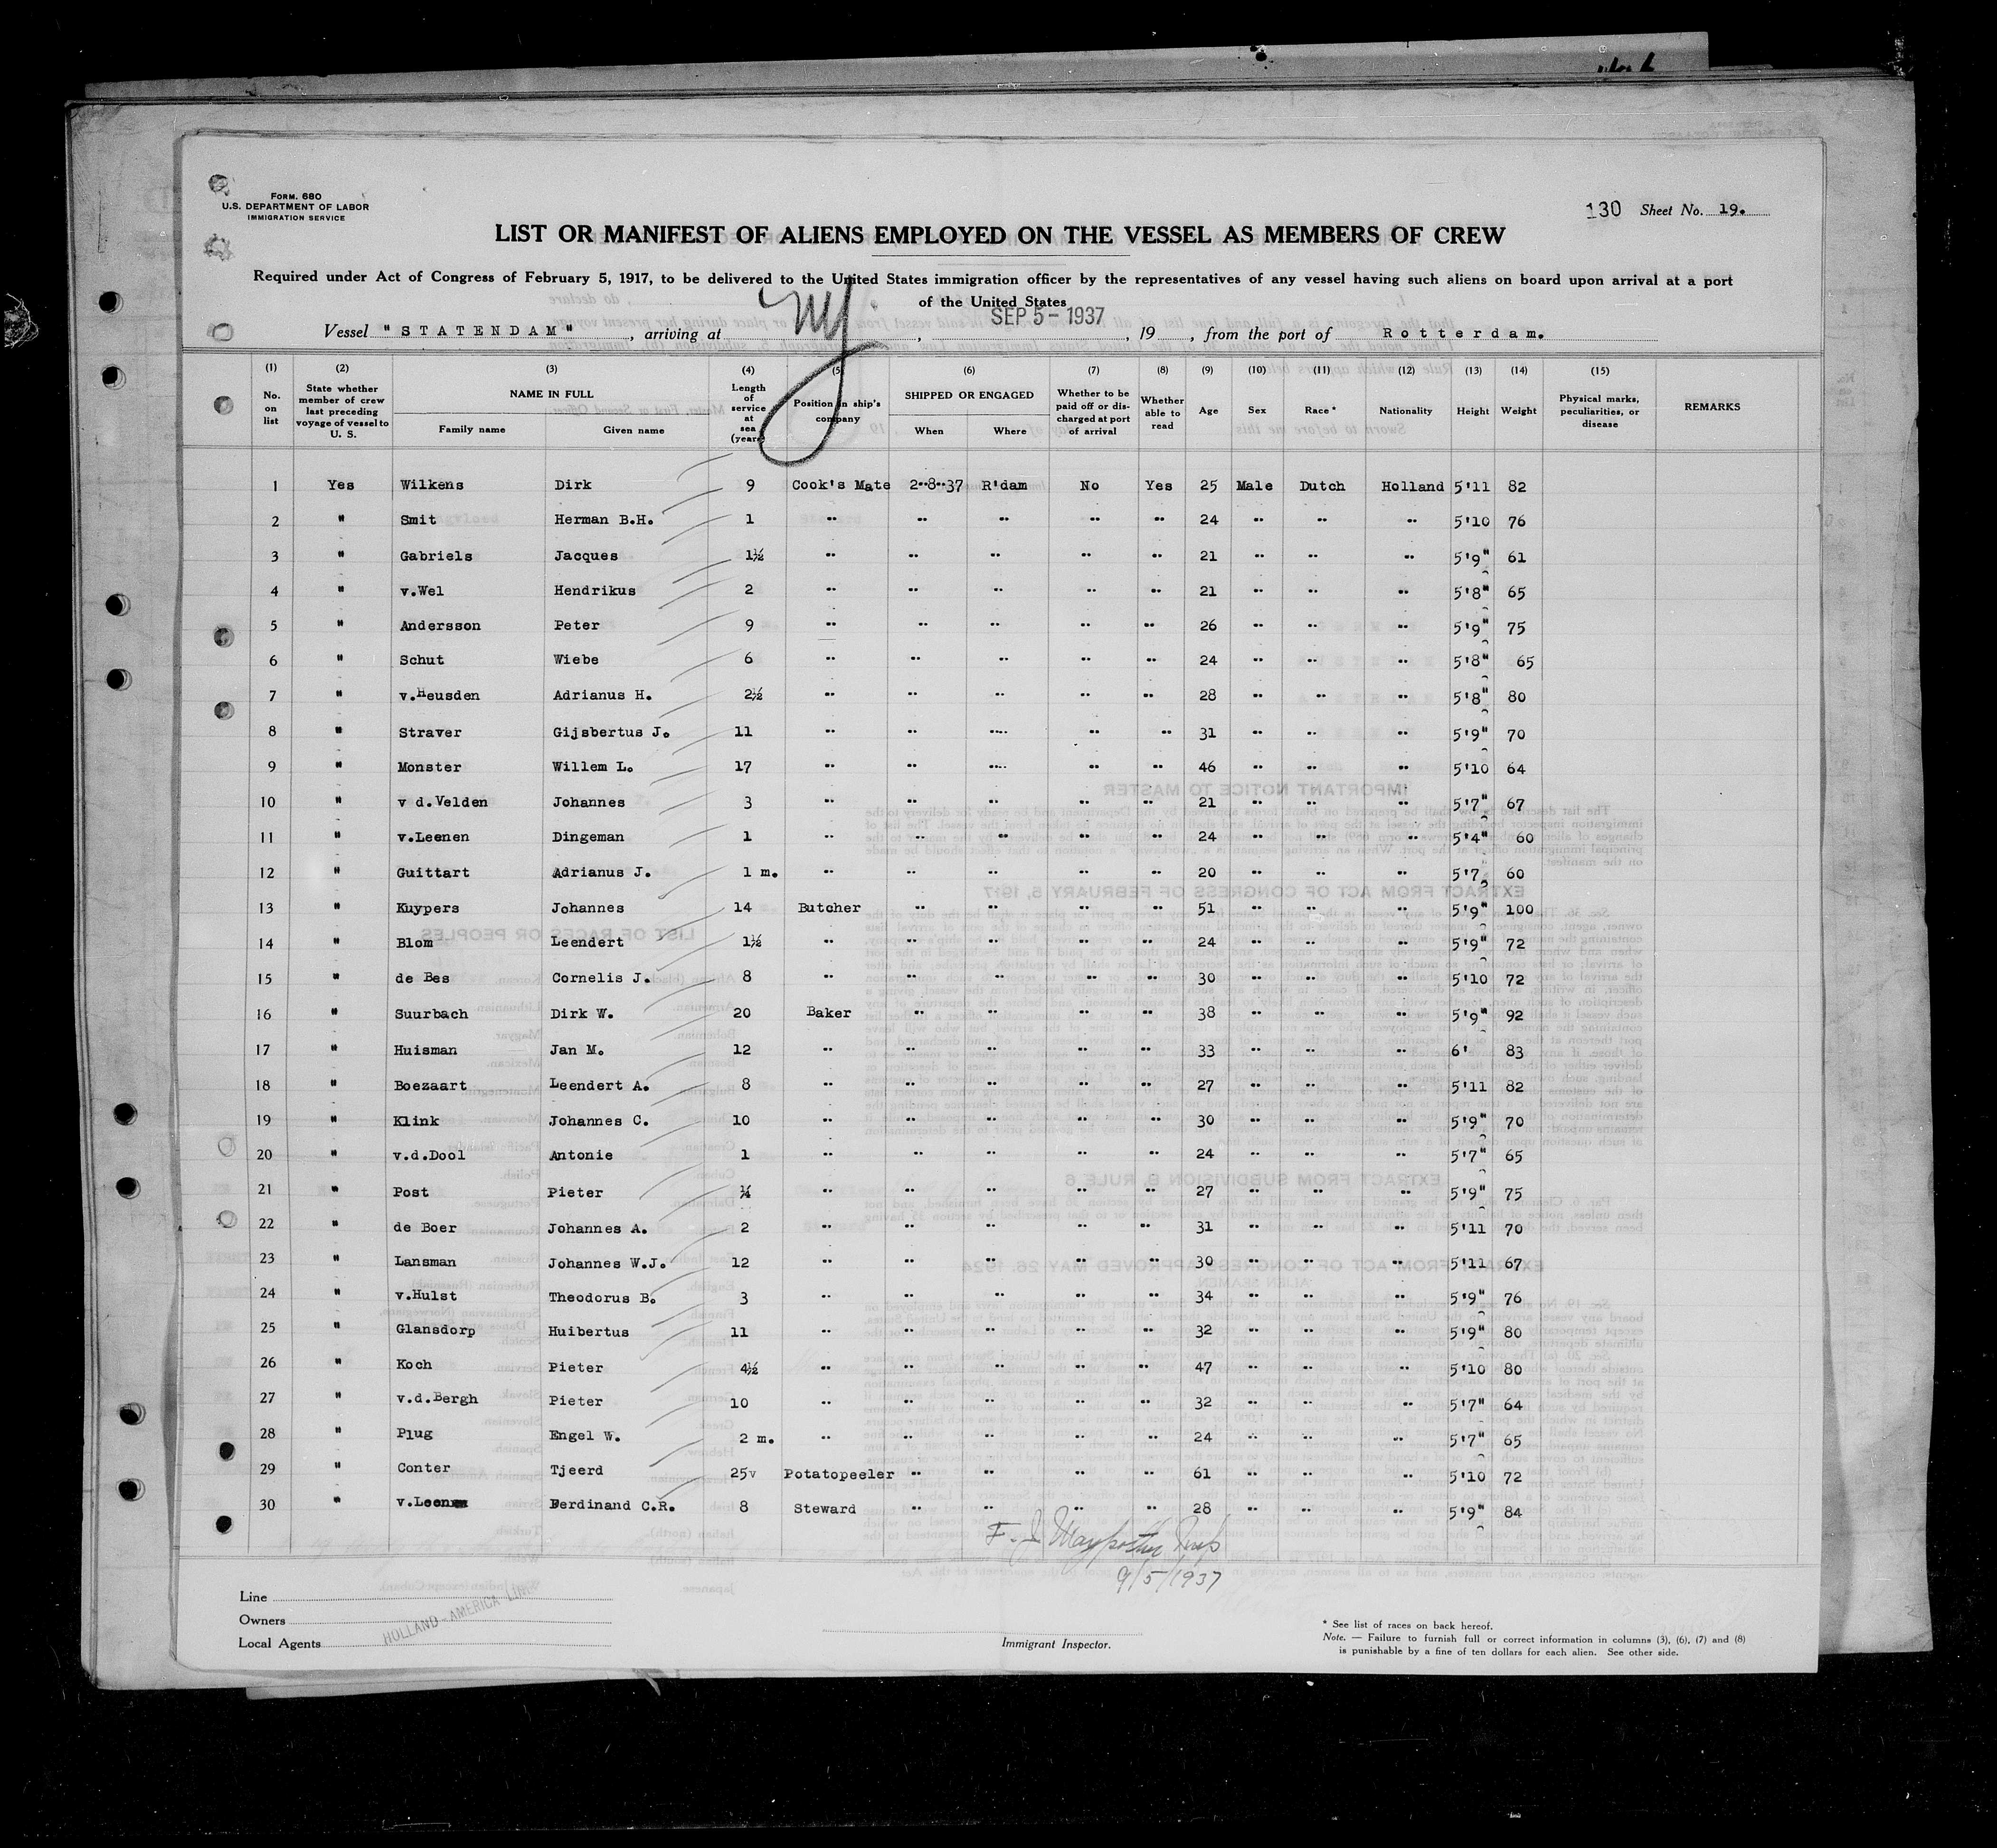 FORM. 680
U.S. DEPARTMENT OF LABOR
IMMIGRATION SERVICE
130 Sheet No. 19.
LIST OR MANIFEST OF ALIENS EMPLOYED ON THE VESSEL AS MEMBERS OF CREW
Required under Act of Congress of February 5, 1917, to be delivered to the United States immigration officer by the representatives of any vessel having such aliens on board upon arrival at a port
of the United States
Vessel "STATENDAM", arriving at NY, SEP 5 - 1937, 19 , from the port of Rotterdam.
(1) (2) (3) (4) (5) (6) (7) (8) (9) (10) (11) (12) (13) (14) (15)
No. on list State whether member of crew last preceding voyage of vessel to U. S. NAME IN FULL Family name Given name Length of service at sea (years) Position in ship's company SHIPPED OR ENGAGED When Where Whether to be paid off or discharged at port of arrival Whether able to read Age Sex Race * Nationality Height Weight Physical marks, peculiarities, or disease REMARKS
1 Yes Wilkens Dirk 9 Cook's Mate 2-8-37 R'dam No Yes 25 Male Dutch Holland 5'11 82
2 " Smit Herman B.H. 1 " " " " " 24 " " " 5'10 76
3 " Gabriels Jacques 1½ " " " " " 21 " " " 5'9" 61
4 " v.Wel Hendrikus 2 " " " " " 21 " " " 5'8" 65
5 " Andersson Peter 9 " " " " " 26 " " " 5'9" 75
6 " Schut Wiebe 6 " " " " " 24 " " " 5'8" 65
7 " v.Heusden Adrianus H. 2½ " " " " " 28 " " " 5'8" 80
8 " Straver Gijsbertus J. 11 " " " " " 31 " " " 5'9" 70
9 " Monster Willem L. 17 " " " " " 46 " " " 5'10 64
10 " v d.Velden Johannes 3 " " " " " 21 " " " 5'7" 67
11 " v.Leenen Dingeman 1 " " " " " 24 " " " 5'4" 60
12 " Guittart Adrianus J. 1 m. " " " " " 20 " " " 5'7 60
13 " Kuypers Johannes 14 Butcher " " " " 51 " " " 5'9" 100
14 " Blom Leendert 1½ " " " " " 24 " " " 5'9" 72
15 " de Bes Cornelis J. 8 " " " " " 30 " " " 5'10 72
16 " Suurbach Dirk W. 20 Baker " " " " 38 " " " 5'9" 92
17 " Huisman Jan M. 12 " " " " " 33 " " " 6' 83
18 " Boezaart Leendert A. 8 " " " " " 27 " " " 5'11 82
19 " Klink Johannes C. 10 " " " " " 30 " " " 5'9" 70
20 " v.d.Dool Antonie 1 " " " " " 24 " " " 5'7" 65
21 " Post Pieter ¼ " " " " " 27 " " " 5'9" 75
22 " de Boer Johannes A. 2 " " " " " 31 " " " 5'11 70
23 " Lansman Johannes W.J. 12 " " " " " 30 " " " 5'11 67
24 " v.Hulst Theodorus B. 3 " " " " " 34 " " " 5'9" 76
25 " Glansdorp Huibertus 11 " " " " " 32 " " " 5'9" 80
26 " Koch Pieter 4½ " " " " " 47 " " " 5'10 80
27 " v.d.Bergh Pieter 10 " " " " " 32 " " " 5'7" 64
28 " Plug Engel W. 2 m. " " " " " 24 " " " 5'7" 65
29 " Conter Tjeerd 25 Potatopeeler " " " " 61 " " " 5'10 72
30 " Ferdinand C.R. 8 Steward " " " " 28 " " " 5'9" 84
9/5/1937
Line
Owners
Local Agents
HOLLAND-AMERICA LINE
Immigrant Inspector.
* See list of races on back hereof.
Note. — Failure to furnish full or correct information in columns (3), (6), (7) and (8)
is punishable by a fine of ten dollars for each alien. See other side.